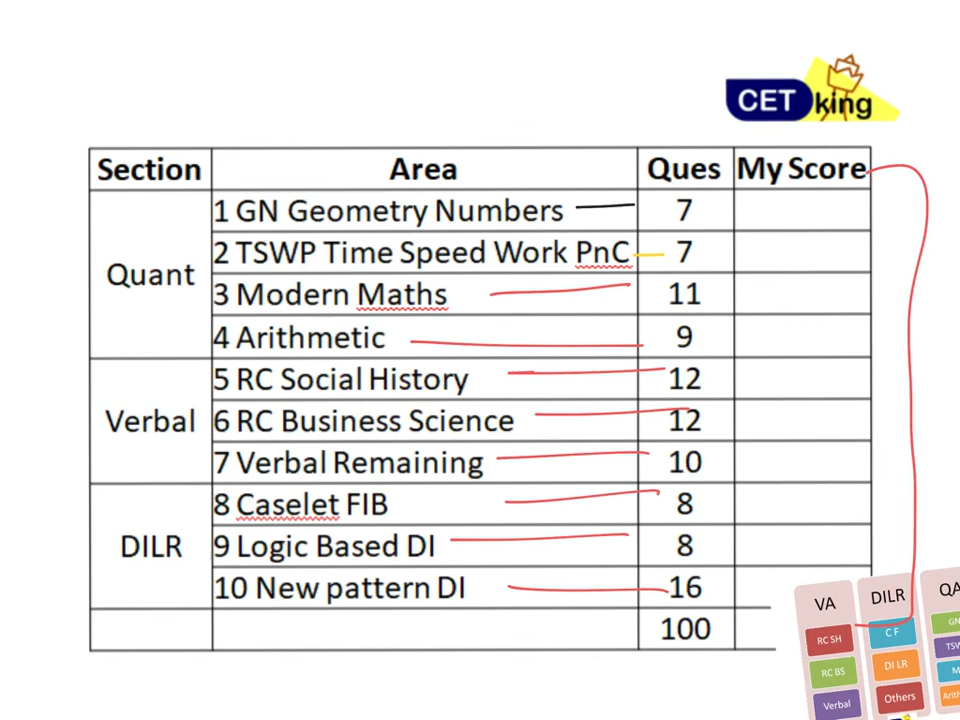 CET king
Section Area Ques My Score
Quant
1 GN Geometry Numbers 7
2 TSWP Time Speed Work PnC 7
3 Modern Maths 11
4 Arithmetic 9
Verbal
5 RC Social History 12
6 RC Business Science 12
7 Verbal Remaining 10
DILR
8 Caselet FIB 8
9 Logic Based DI 8
10 New pattern DI 16
100
VA DILR QA
RC SH C F GN
RC BS DI LR TSW
Verbal Others M
Arith